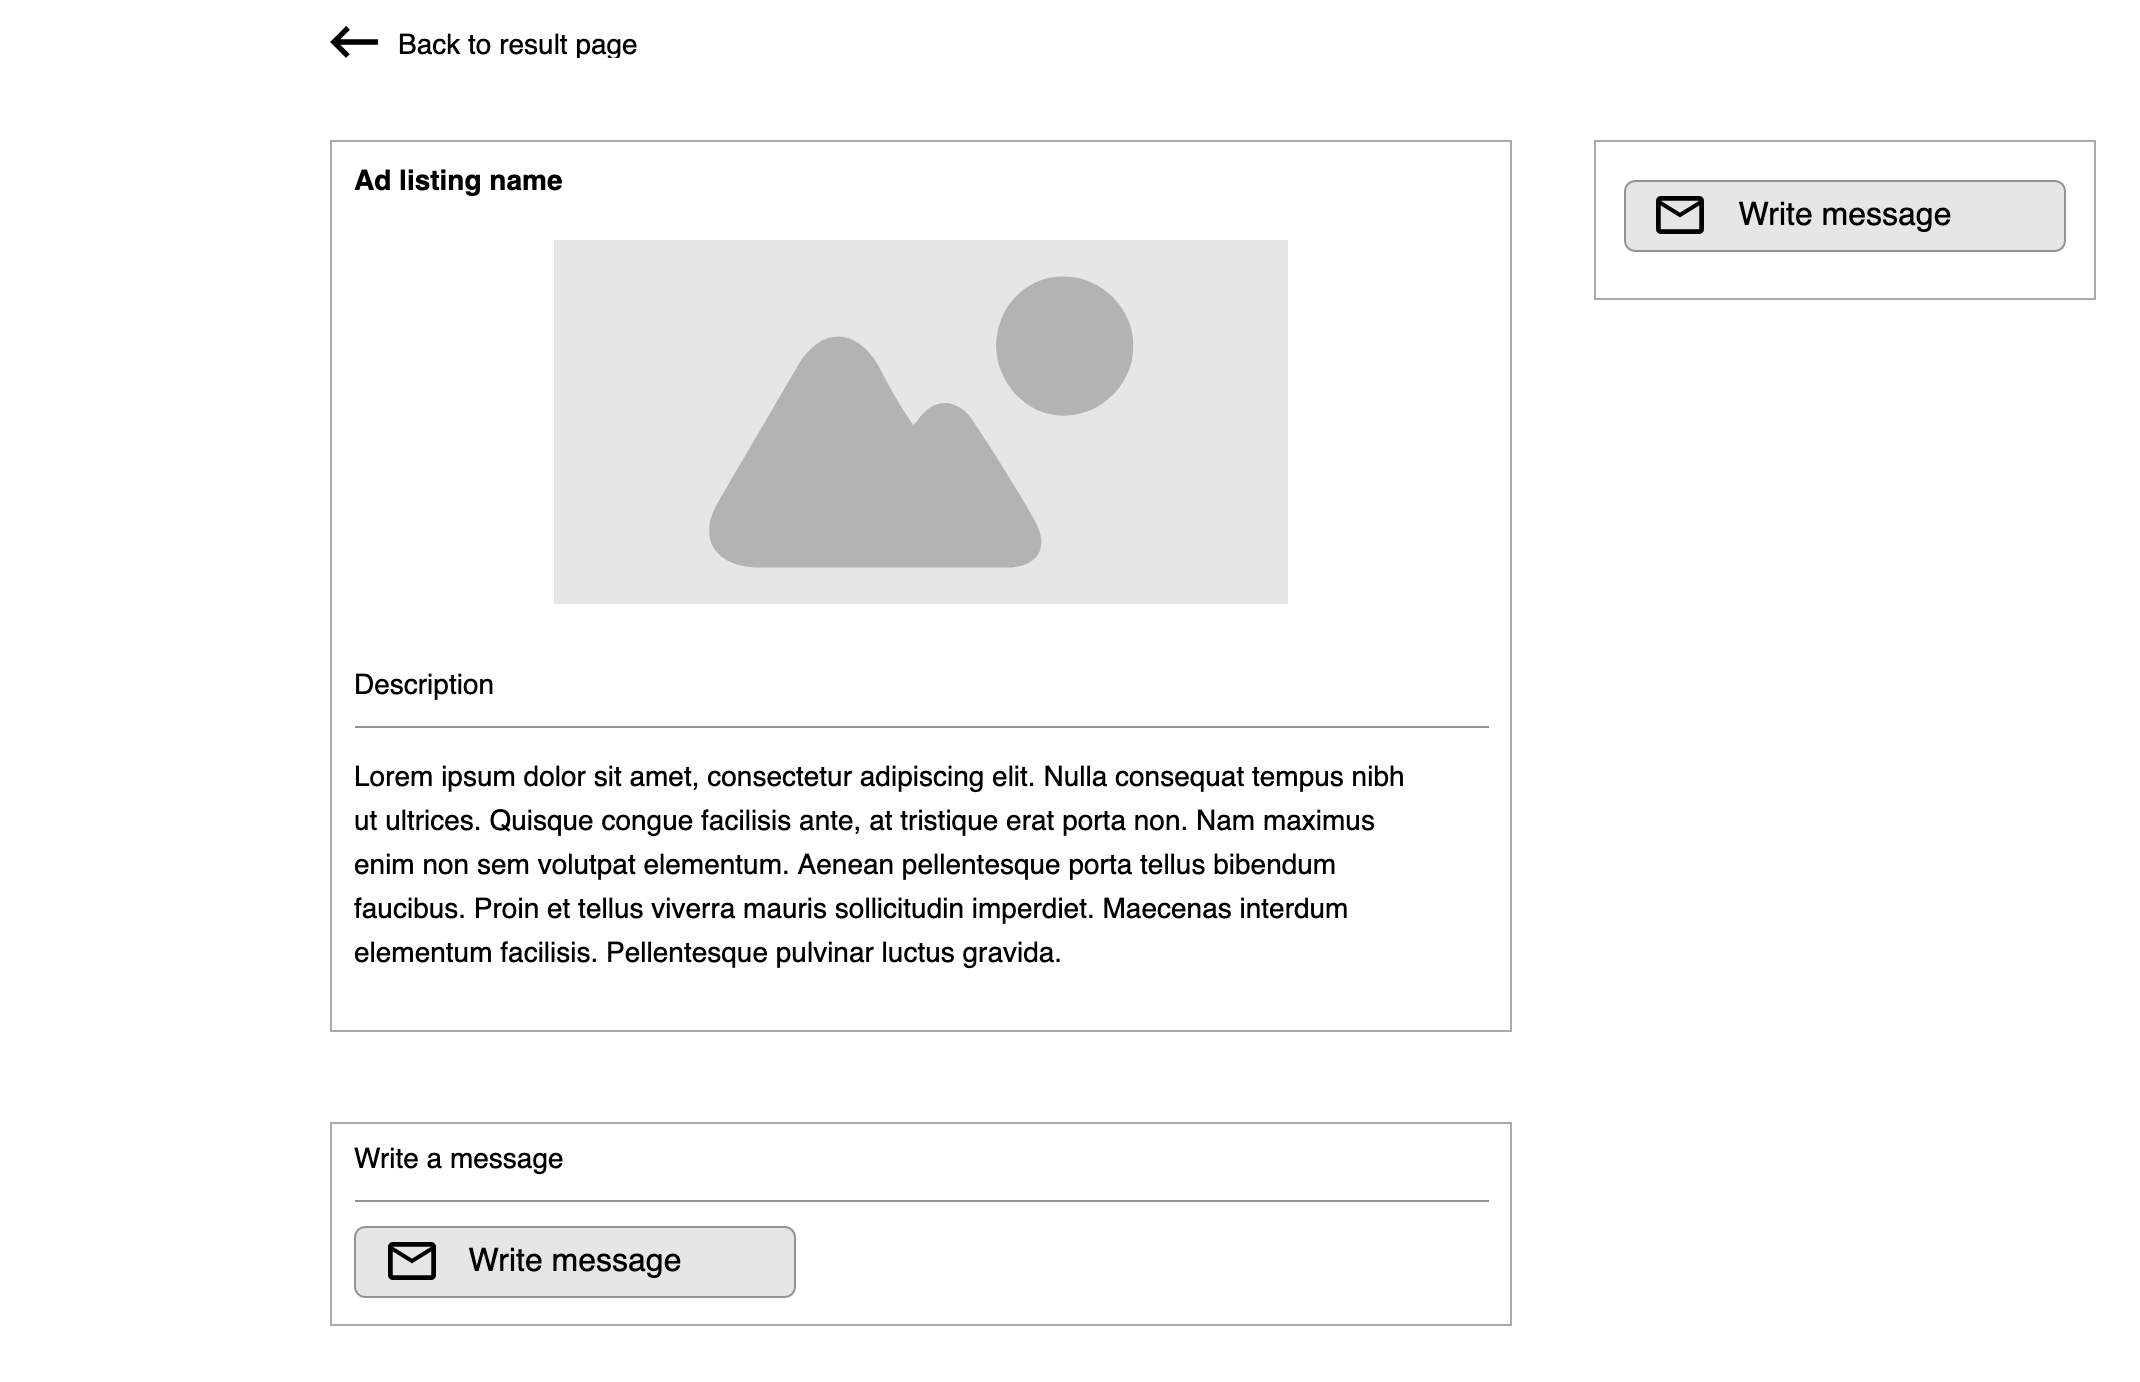 Back to result page
Ad listing name
Write message
Description
Lorem ipsum dolor sit amet, consectetur adipiscing elit. Nulla consequat tempus nibh
ut ultrices. Quisque congue facilisis ante, at tristique erat porta non. Nam maximus
enim non sem volutpat elementum. Aenean pellentesque porta tellus bibendum
faucibus. Proin et tellus viverra mauris sollicitudin imperdiet. Maecenas interdum
elementum facilisis. Pellentesque pulvinar luctus gravida.
Write a message
Write message